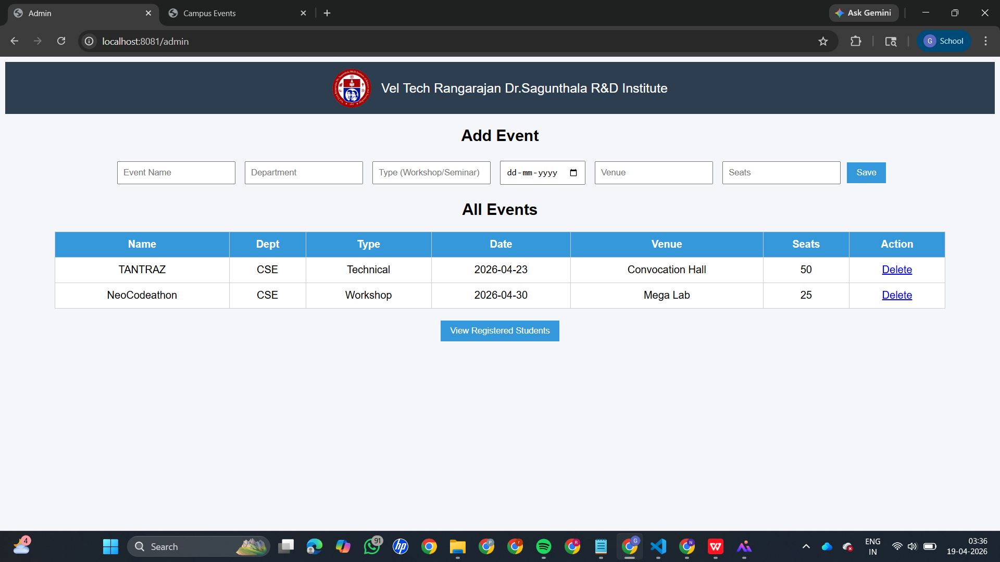 Admin
Campus Events
Ask Gemini
localhost:8081/admin
G School
Vel Tech Rangarajan Dr.Sagunthala R&D Institute
Add Event
Event Name Department Type (Workshop/Seminar) dd-mm-yyyy Venue Seats Save
All Events
Name Dept Type Date Venue Seats Action
TANTRAZ CSE Technical 2026-04-23 Convocation Hall 50 Delete
NeoCodeathon CSE Workshop 2026-04-30 Mega Lab 25 Delete
View Registered Students
4
Search
91
hp
P
r
R
G
N
W
ENG
IN
03:36
19-04-2026